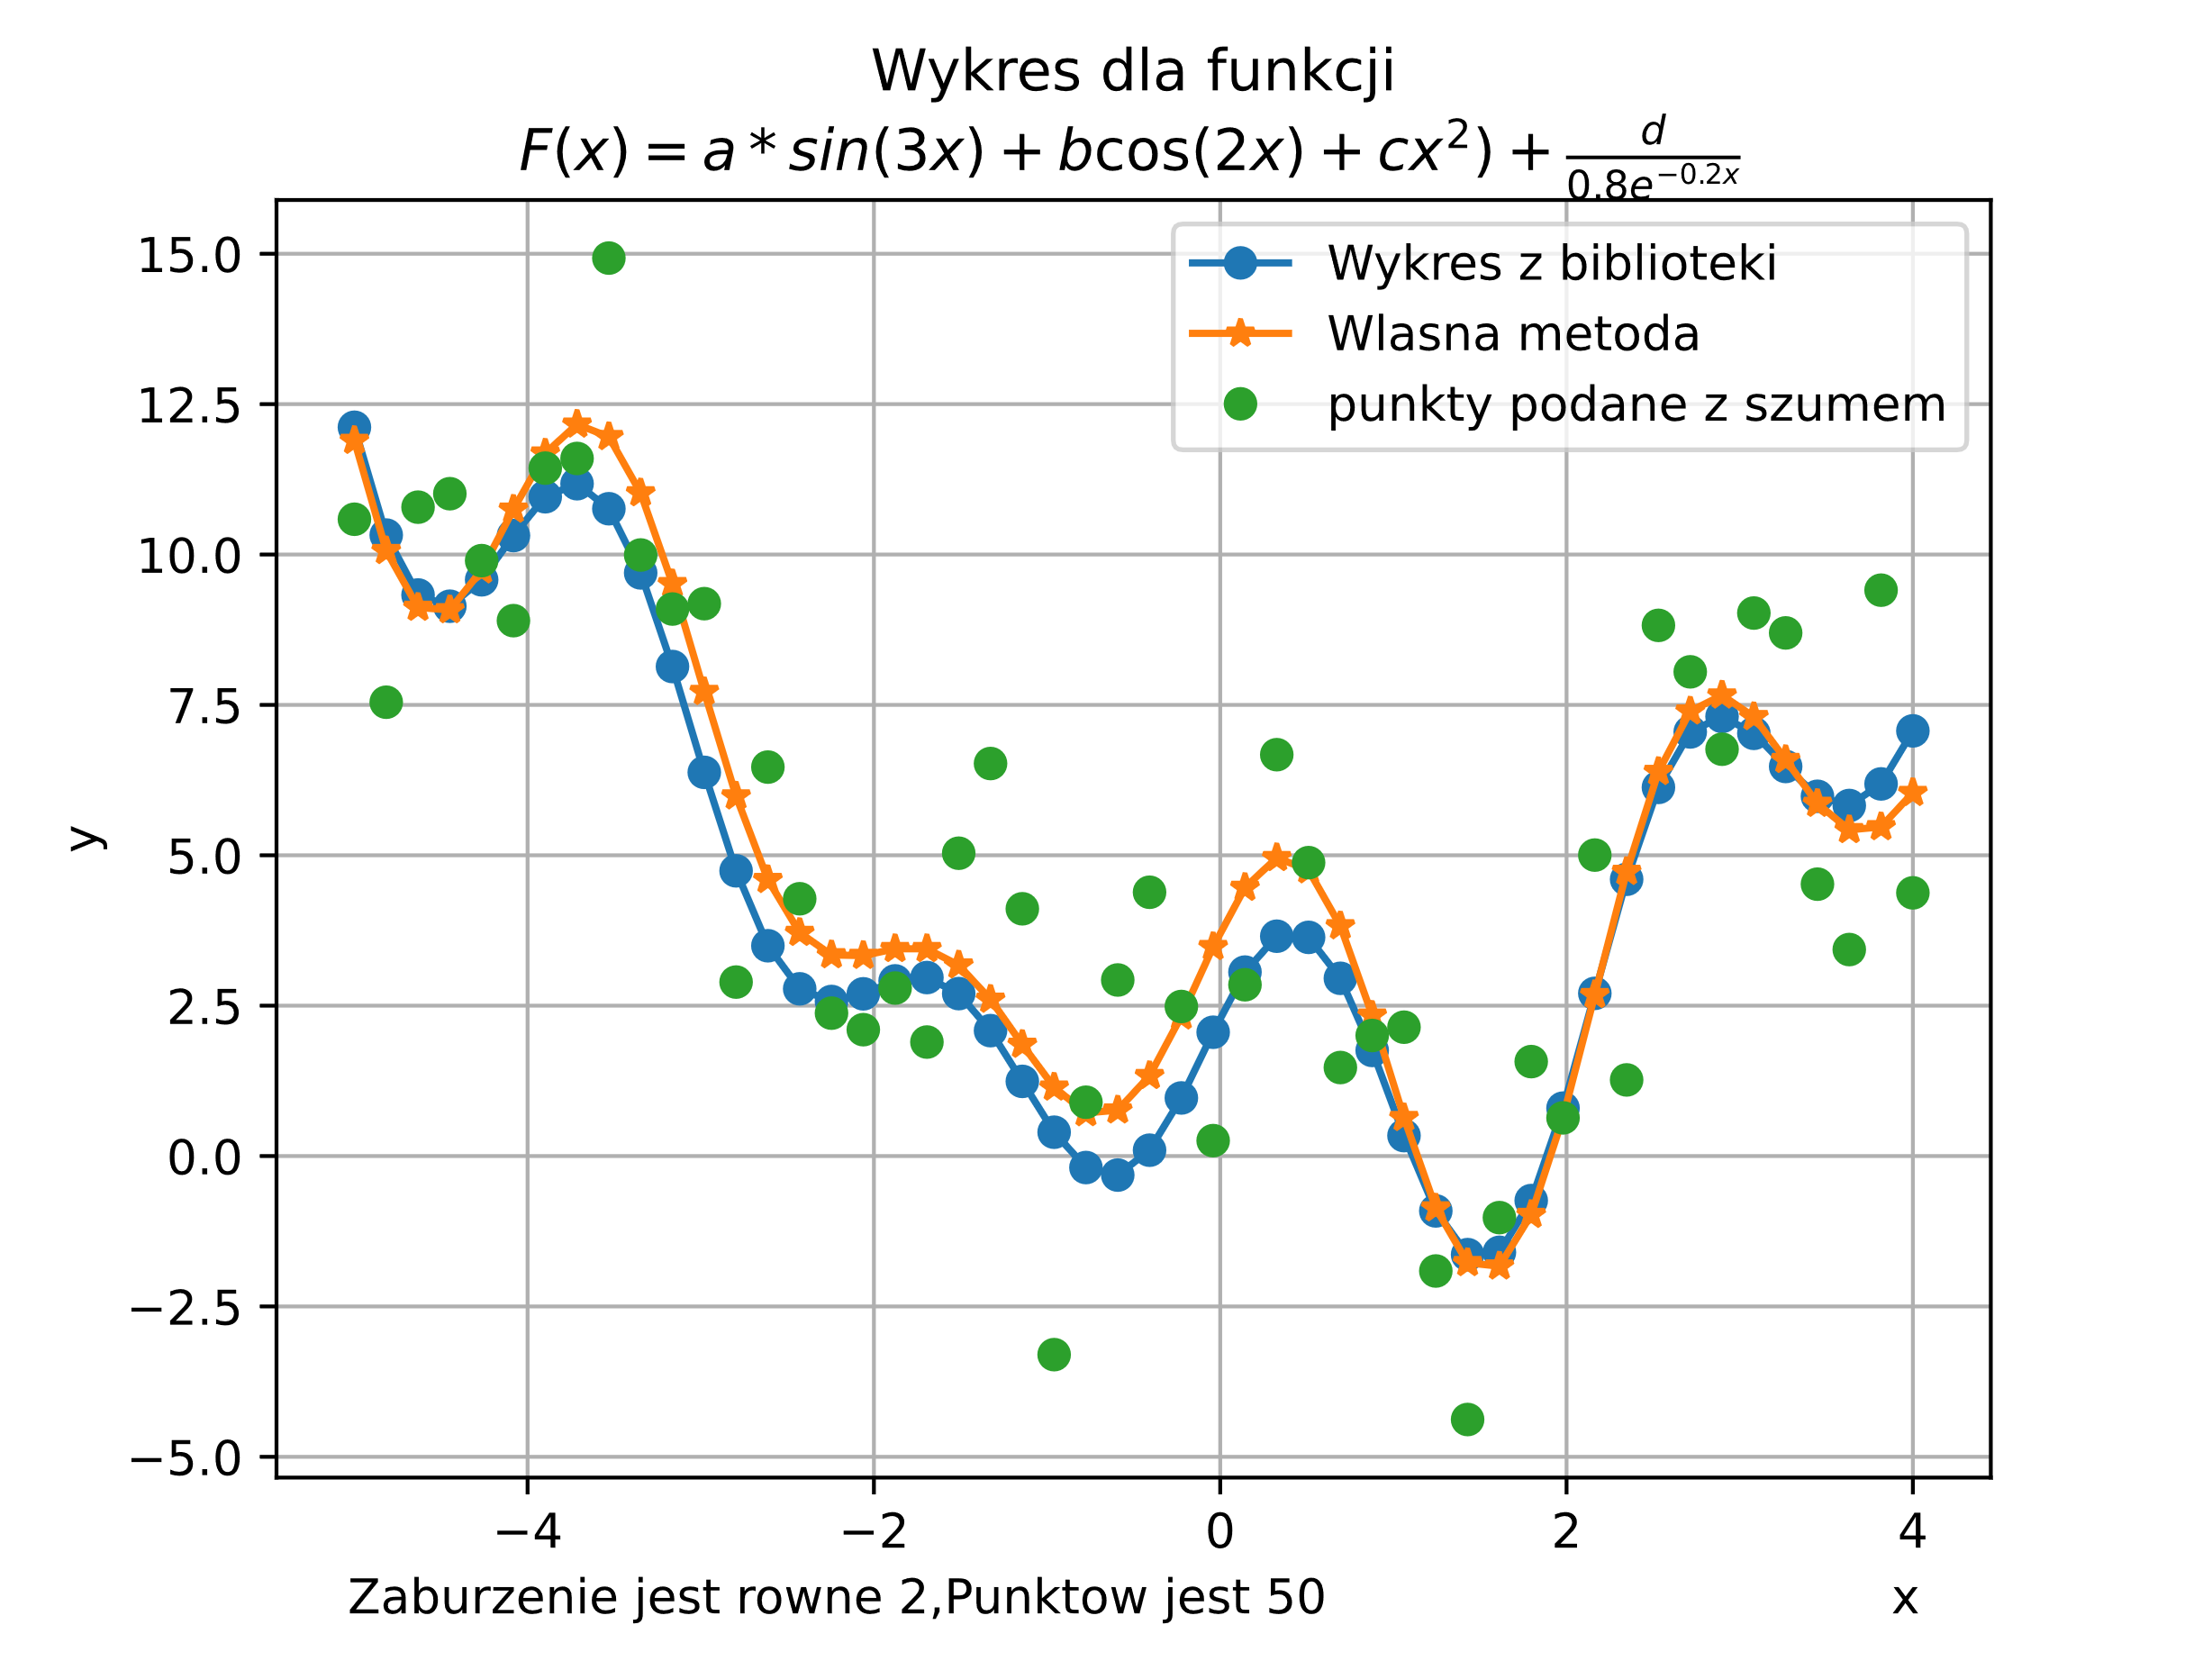 Wykres dla funkcji
F(x) = a * sin(3x) + bcos(2x) + cx²) + d / 0.8e^{−0.2x}
Wykres z biblioteki
Wlasna metoda
punkty podane z szumem
15.0
12.5
10.0
7.5
5.0
2.5
0.0
−2.5
−5.0
y
−4 −2 0 2 4
Zaburzenie jest rowne 2,Punktow jest 50 x